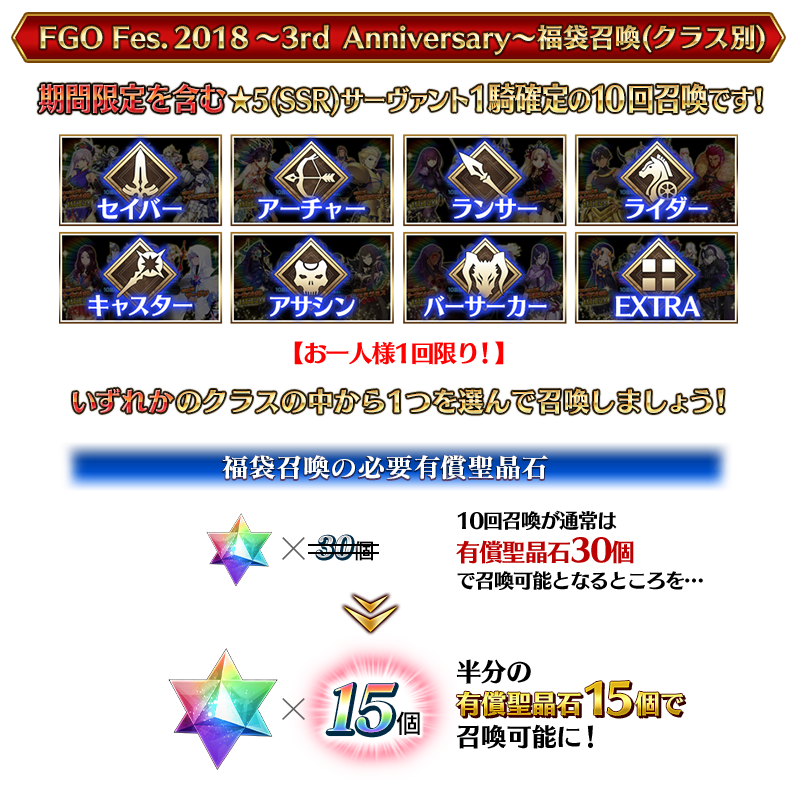 FGO Fes. 2018 ～3rd Anniversary～福袋召喚(クラス別)
期間限定を含む★5(SSR)サーヴァント1騎確定の10回召喚です!
セイバー アーチャー ランサー ライダー
キャスター アサシン バーサーカー EXTRA
【お一人様1回限り!】
いずれかのクラスの中から1つを選んで召喚しましょう!
福袋召喚の必要有償聖晶石
×30個
10回召喚が通常は
有償聖晶石30個
で召喚可能となるところを…
×15個
半分の
有償聖晶石15個で
召喚可能に!